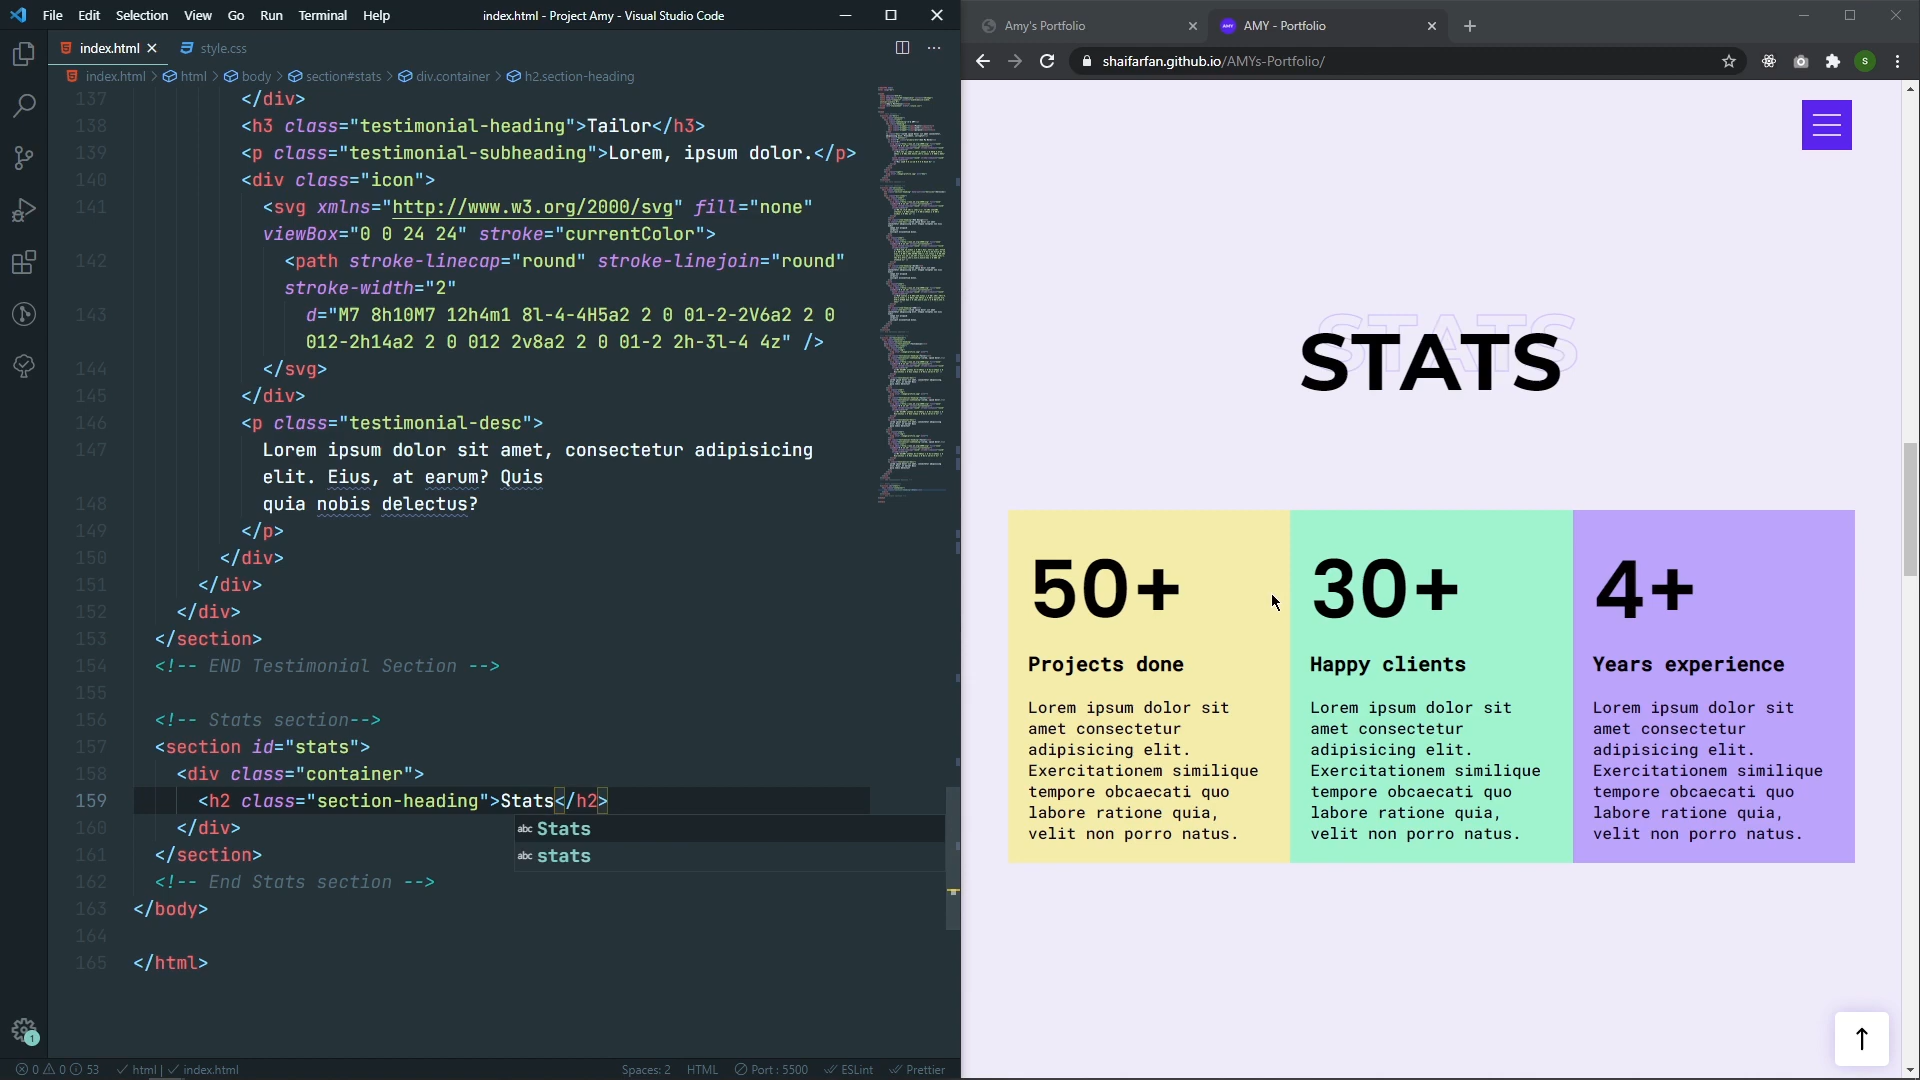 File Edit Selection View Go Run Terminal Help
index.html - Project Amy - Visual Studio Code
index.html
style.css
index.html > html > body > section#stats > div.container > h2.section-heading
137 </div>
138 <h3 class="testimonial-heading">Tailor</h3>
139 <p class="testimonial-subheading">Lorem, ipsum dolor.</p>
140 <div class="icon">
141 <svg xmlns="http://www.w3.org/2000/svg" fill="none"
viewBox="0 0 24 24" stroke="currentColor">
142 <path stroke-linecap="round" stroke-linejoin="round"
stroke-width="2"
143 d="M7 8h10M7 12h4m1 8l-4-4H5a2 2 0 01-2-2V6a2 2 0
012-2h14a2 2 0 012 2v8a2 2 0 01-2 2h-3l-4 4z" />
144 </svg>
145 </div>
146 <p class="testimonial-desc">
147 Lorem ipsum dolor sit amet, consectetur adipisicing
elit. Eius, at earum? Quis
148 quia nobis delectus?
149 </p>
150 </div>
151 </div>
152 </div>
153 </section>
154 <!-- END Testimonial Section -->
155
156 <!-- Stats section-->
157 <section id="stats">
158 <div class="container">
159 <h2 class="section-heading">Stats</h2>
160 </div>
abc Stats
161 </section>
abc stats
162 <!-- End Stats section -->
163 </body>
164
165 </html>
1
0 0 53 html | index.html
Spaces: 2 HTML Port : 5500 ESLint Prettier
Amy's Portfolio
AMY AMY - Portfolio
shaifarfan.github.io/AMYs-Portfolio/
S
STATS
STATS
50+
Projects done
Lorem ipsum dolor sit
amet consectetur
adipisicing elit.
Exercitationem similique
tempore obcaecati quo
labore ratione quia,
velit non porro natus.
30+
Happy clients
Lorem ipsum dolor sit
amet consectetur
adipisicing elit.
Exercitationem similique
tempore obcaecati quo
labore ratione quia,
velit non porro natus.
4+
Years experience
Lorem ipsum dolor sit
amet consectetur
adipisicing elit.
Exercitationem similique
tempore obcaecati quo
labore ratione quia,
velit non porro natus.